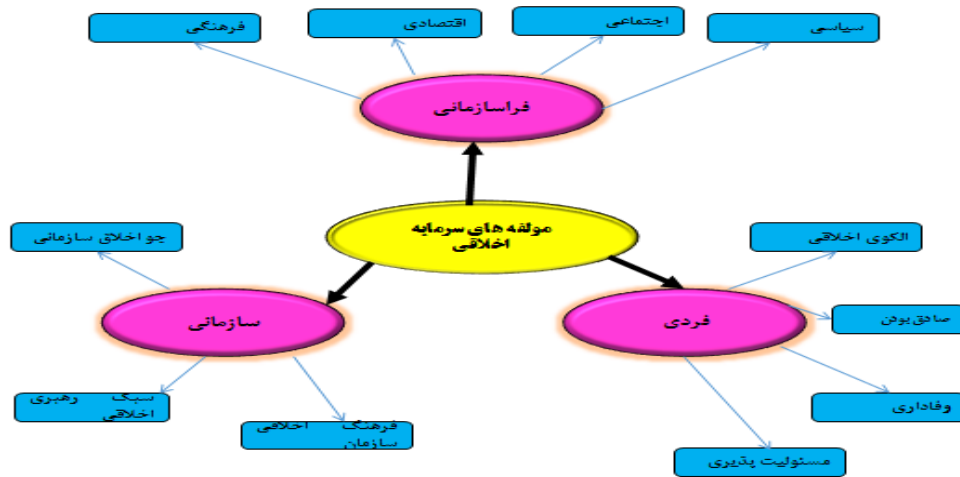 فرهنگی
اقتصادی
اجتماعی
سیاسی
فراسازمانی
مولفه های سرمایه
اخلاقی
جو اخلاق سازمانی
الکوی اخلاقی
سازمانی
فردی
صادق بودن
سبک رهبری
اخلاقی
وفاداری
فرهنگ اخلاقی
سازمان
مسئولیت پذیری